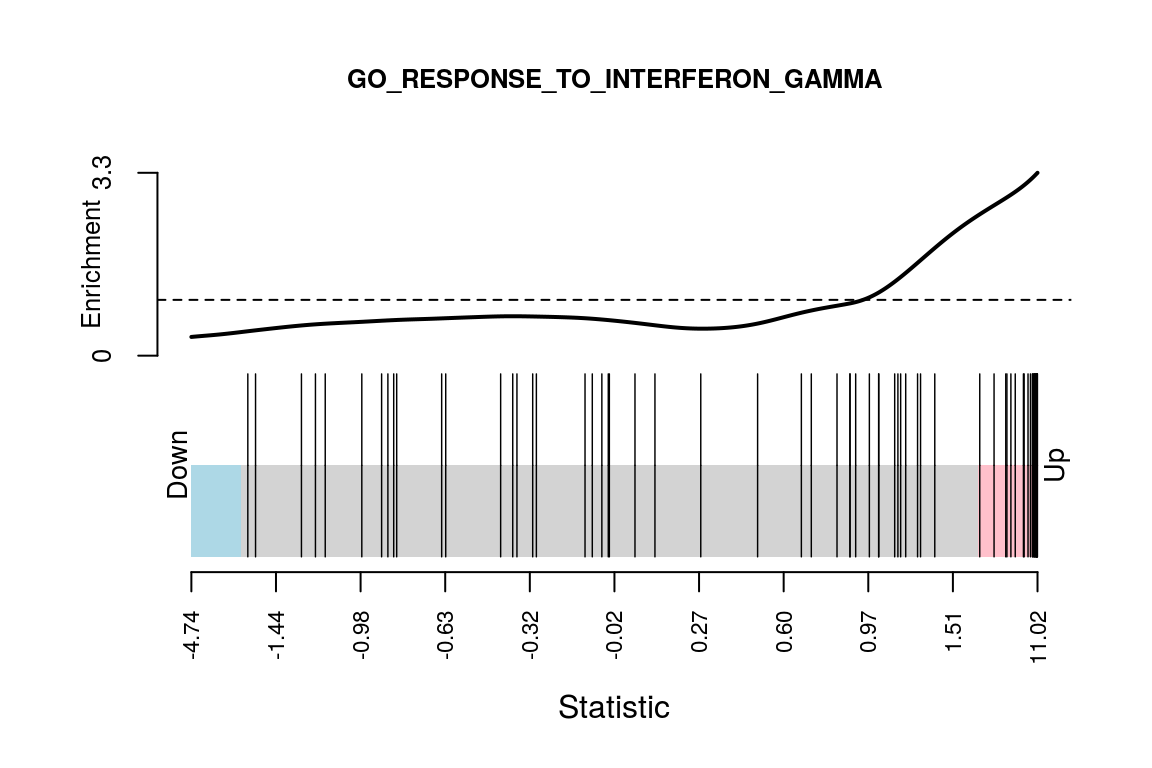 GO_RESPONSE_TO_INTERFERON_GAMMA
3.3
Enrichment
0
Down
Up
-4.74 -1.44 -0.98 -0.63 -0.32 -0.02 0.27 0.60 0.97 1.51 11.02
Statistic